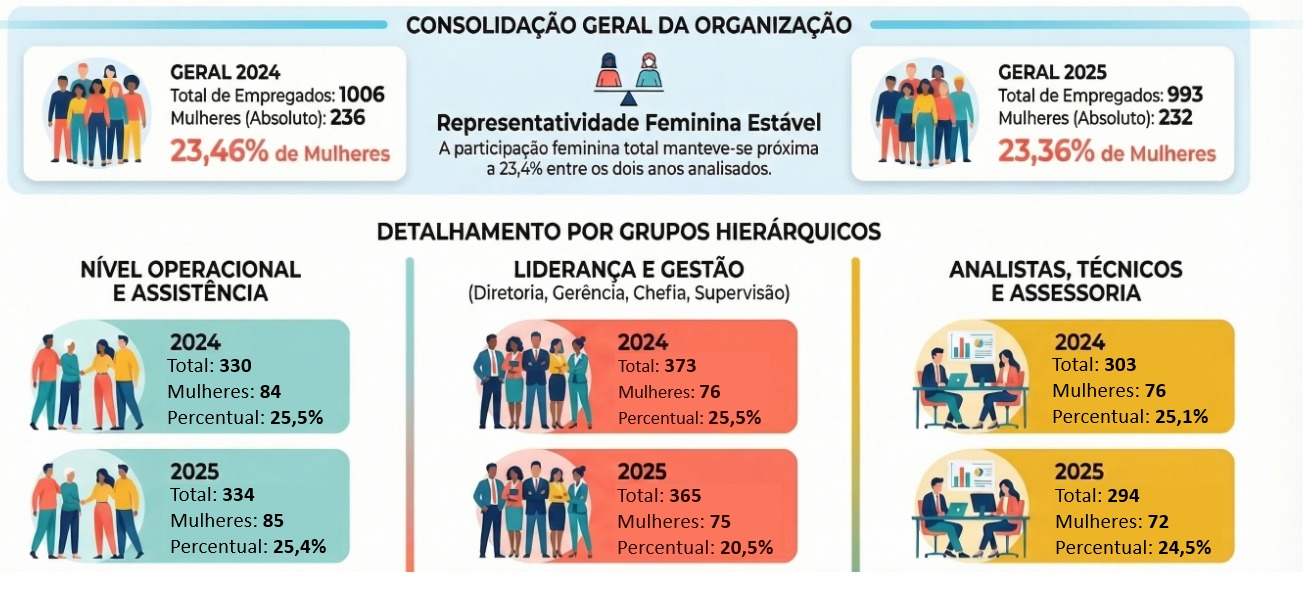 CONSOLIDAÇÃO GERAL DA ORGANIZAÇÃO
GERAL 2024
Total de Empregados: 1006
Mulheres (Absoluto): 236
23,46% de Mulheres
Representatividade Feminina Estável
A participação feminina total manteve-se próxima
a 23,4% entre os dois anos analisados.
GERAL 2025
Total de Empregados: 993
Mulheres (Absoluto): 232
23,36% de Mulheres
DETALHAMENTO POR GRUPOS HIERÁRQUICOS
NÍVEL OPERACIONAL
E ASSISTÊNCIA
2024
Total: 330
Mulheres: 84
Percentual: 25,5%
2025
Total: 334
Mulheres: 85
Percentual: 25,4%
LIDERANÇA E GESTÃO
(Diretoria, Gerência, Chefia, Supervisão)
2024
Total: 373
Mulheres: 76
Percentual: 25,5%
2025
Total: 365
Mulheres: 75
Percentual: 20,5%
ANALISTAS, TÉCNICOS
E ASSESSORIA
2024
Total: 303
Mulheres: 76
Percentual: 25,1%
2025
Total: 294
Mulheres: 72
Percentual: 24,5%